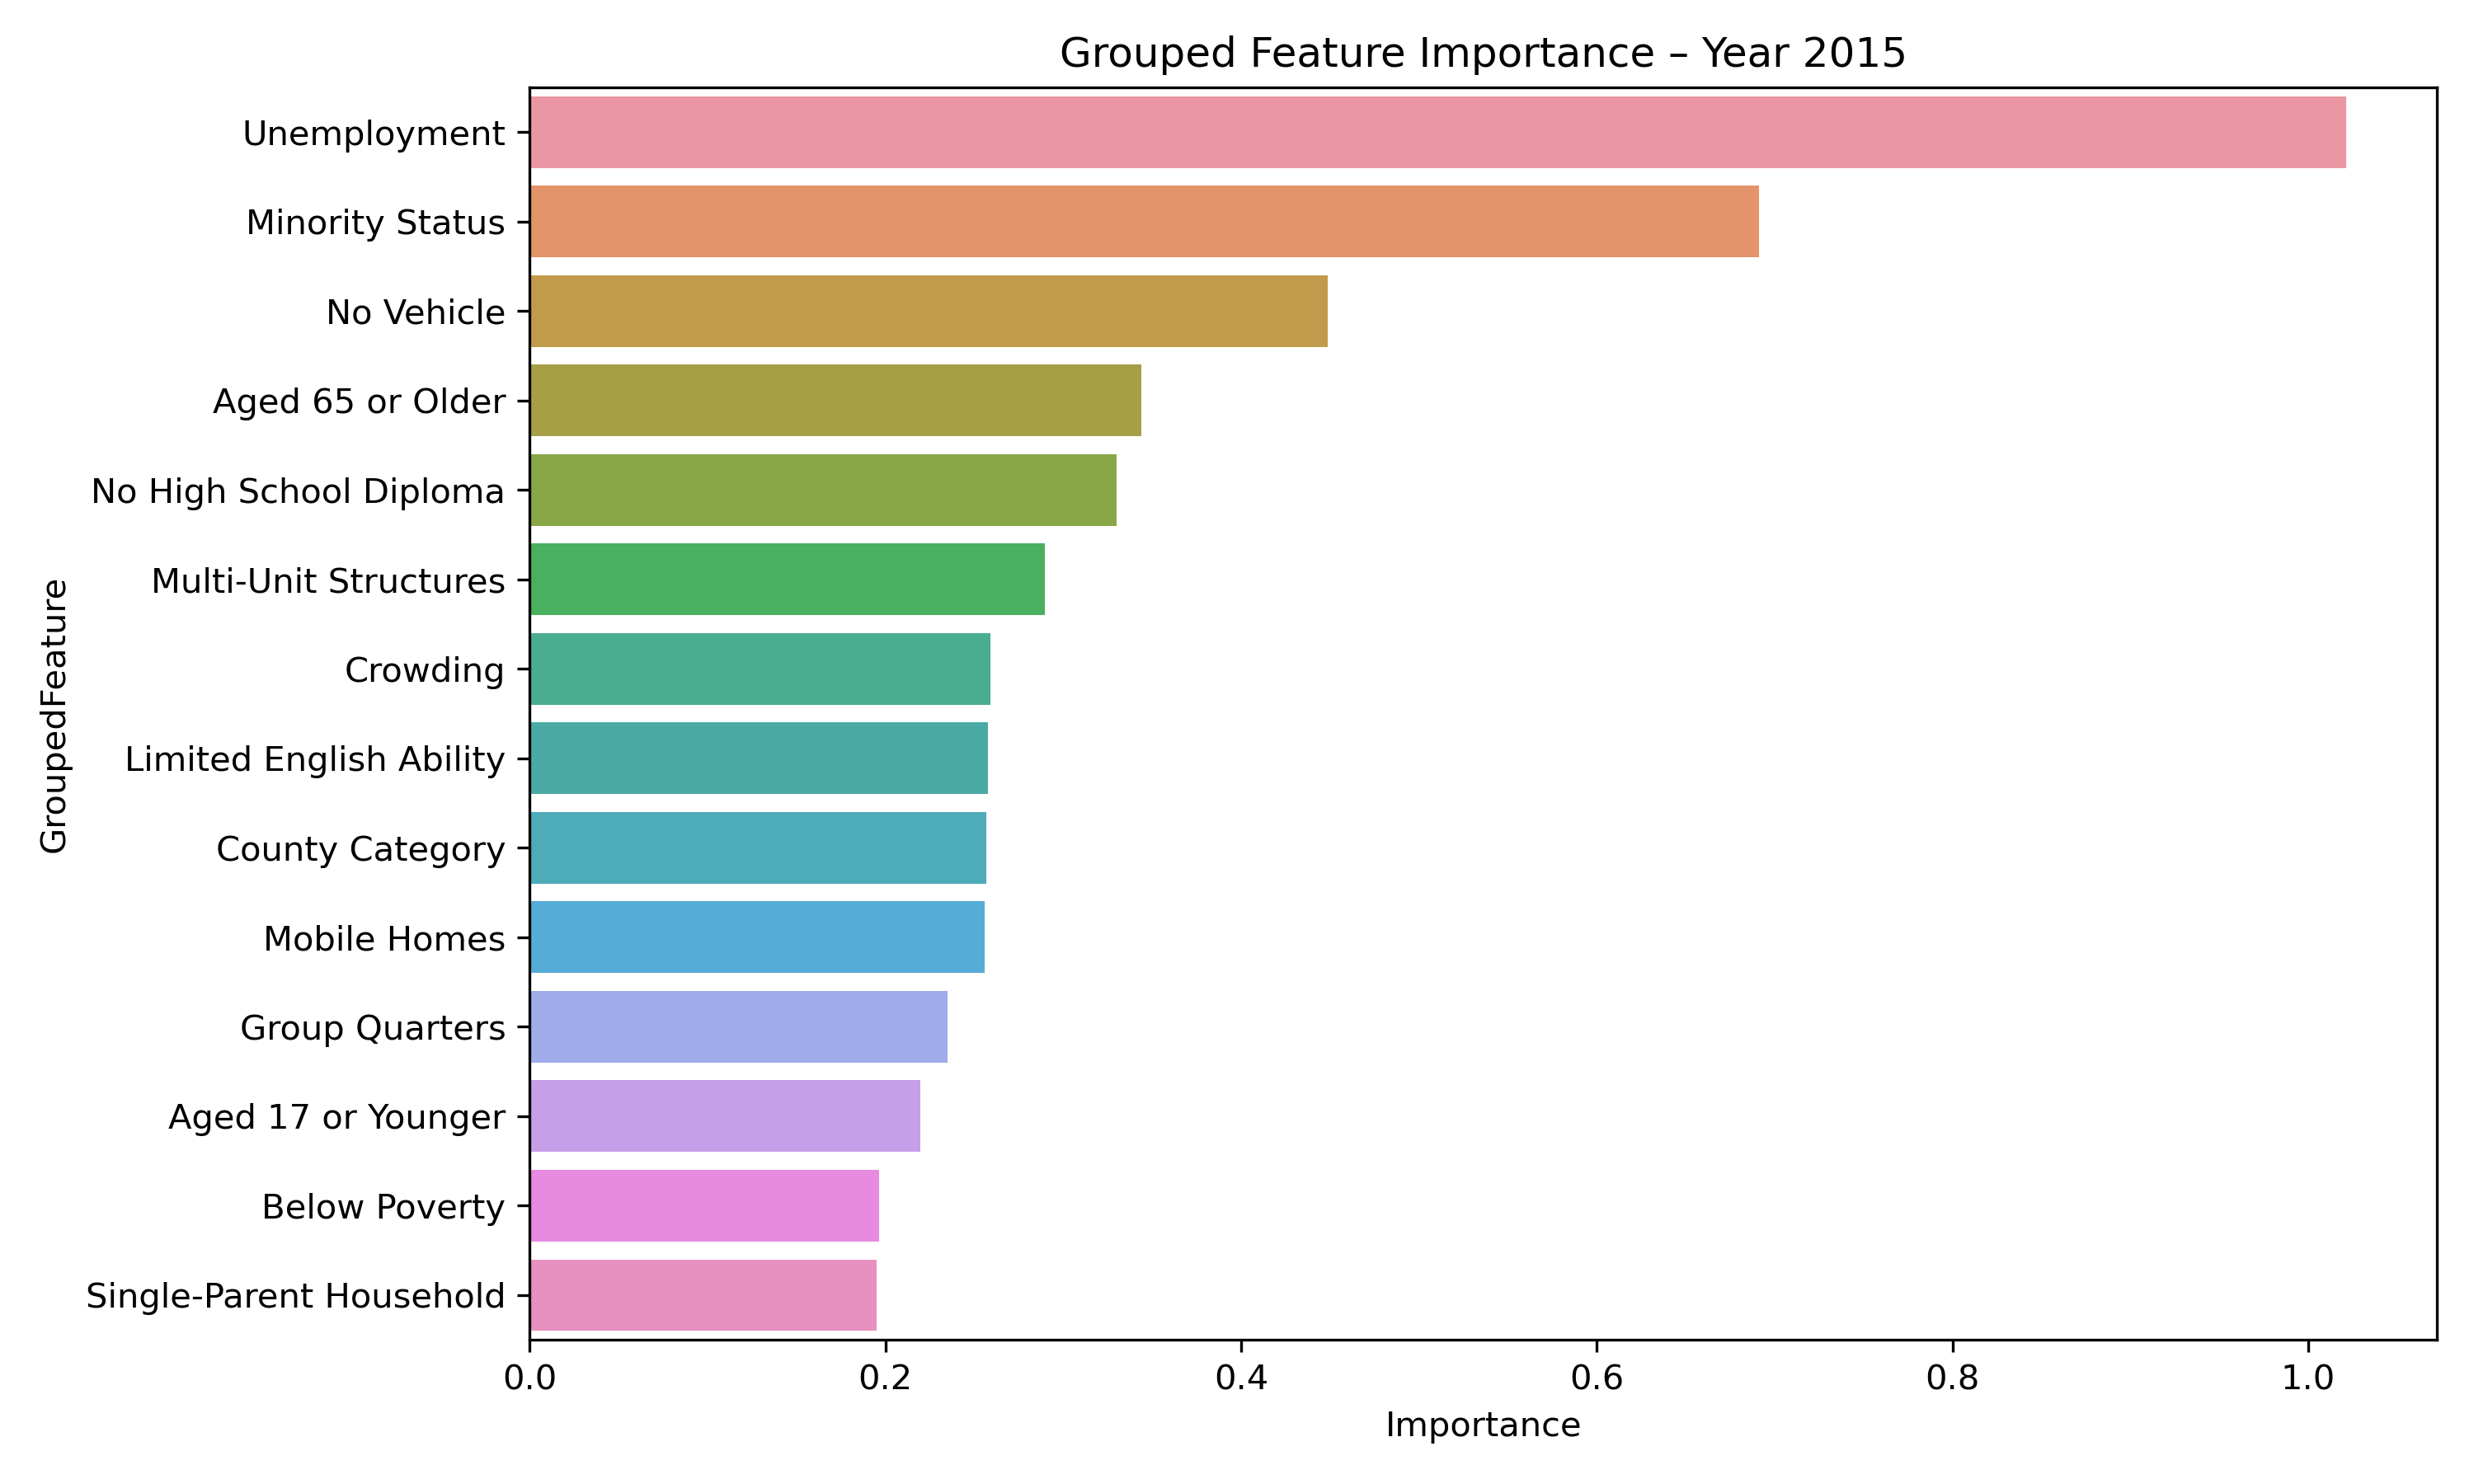 Grouped Feature Importance – Year 2015
GroupedFeature
Unemployment
Minority Status
No Vehicle
Aged 65 or Older
No High School Diploma
Multi-Unit Structures
Crowding
Limited English Ability
County Category
Mobile Homes
Group Quarters
Aged 17 or Younger
Below Poverty
Single-Parent Household
0.0 0.2 0.4 0.6 0.8 1.0
Importance